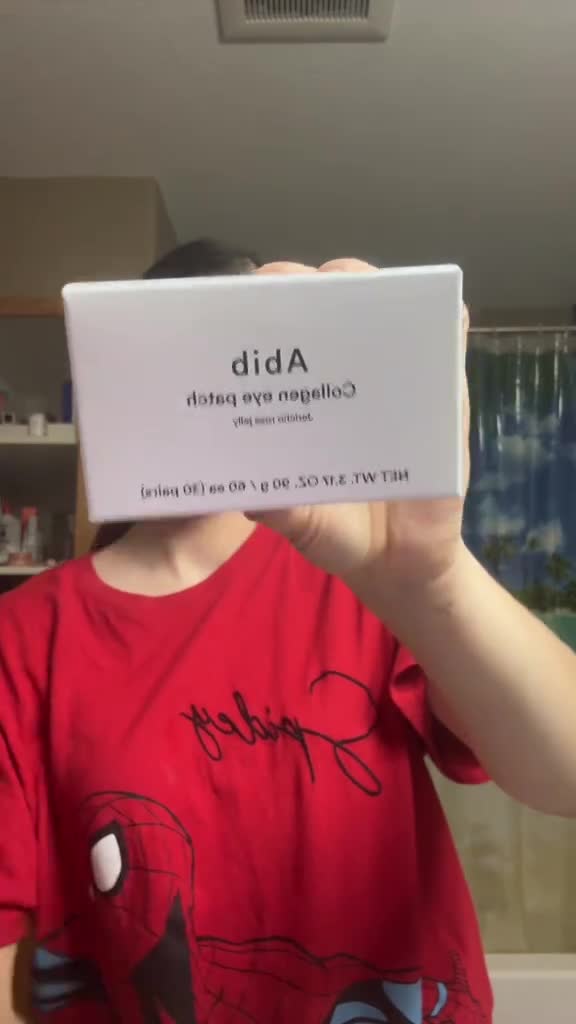 Abib
Collagen eye patch
Jericho rose jelly
NET WT. 3.17 OZ. 90 g / 60 ea (30 pairs)
Spidey